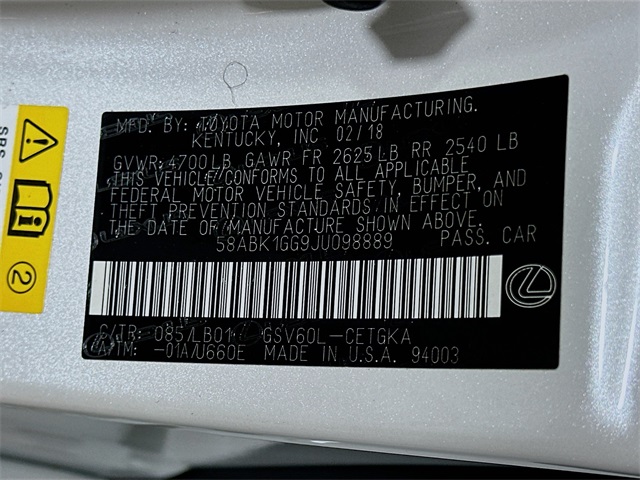 MFD. BY: TOYOTA MOTOR MANUFACTURING.
KENTUCKY, INC 02/18
GVWR: 4700LB GAWR FR 2625LB RR 2540 LB
THIS VEHICLE CONFORMS TO ALL APPLICABLE
FEDERAL MOTOR VEHICLE SAFETY, BUMPER, AND
THEFT PREVENTION STANDARDS IN EFFECT ON
THE DATE OF MANUFACTURE SHOWN ABOVE.
58ABK1GG9JU098889 PASS. CAR
C/TR: 085/LB01 GSV60L-CETGKA
A/TM: -01A/U660E MADE IN U.S.A. 94003
SRS
2